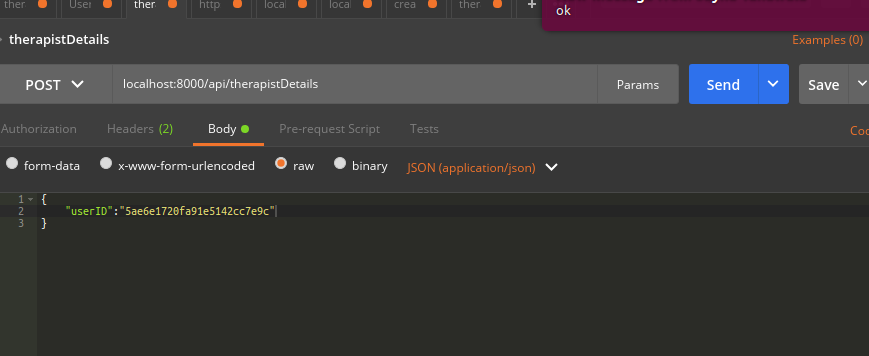 ther User ther http local local crea ther +
ok
therapistDetails Examples (0)
POST localhost:8000/api/therapistDetails Params Send Save
Authorization Headers (2) Body Pre-request Script Tests Coo
form-data x-www-form-urlencoded raw binary JSON (application/json)
1 {
2 "userID":"5ae6e1720fa91e5142cc7e9c"
3 }